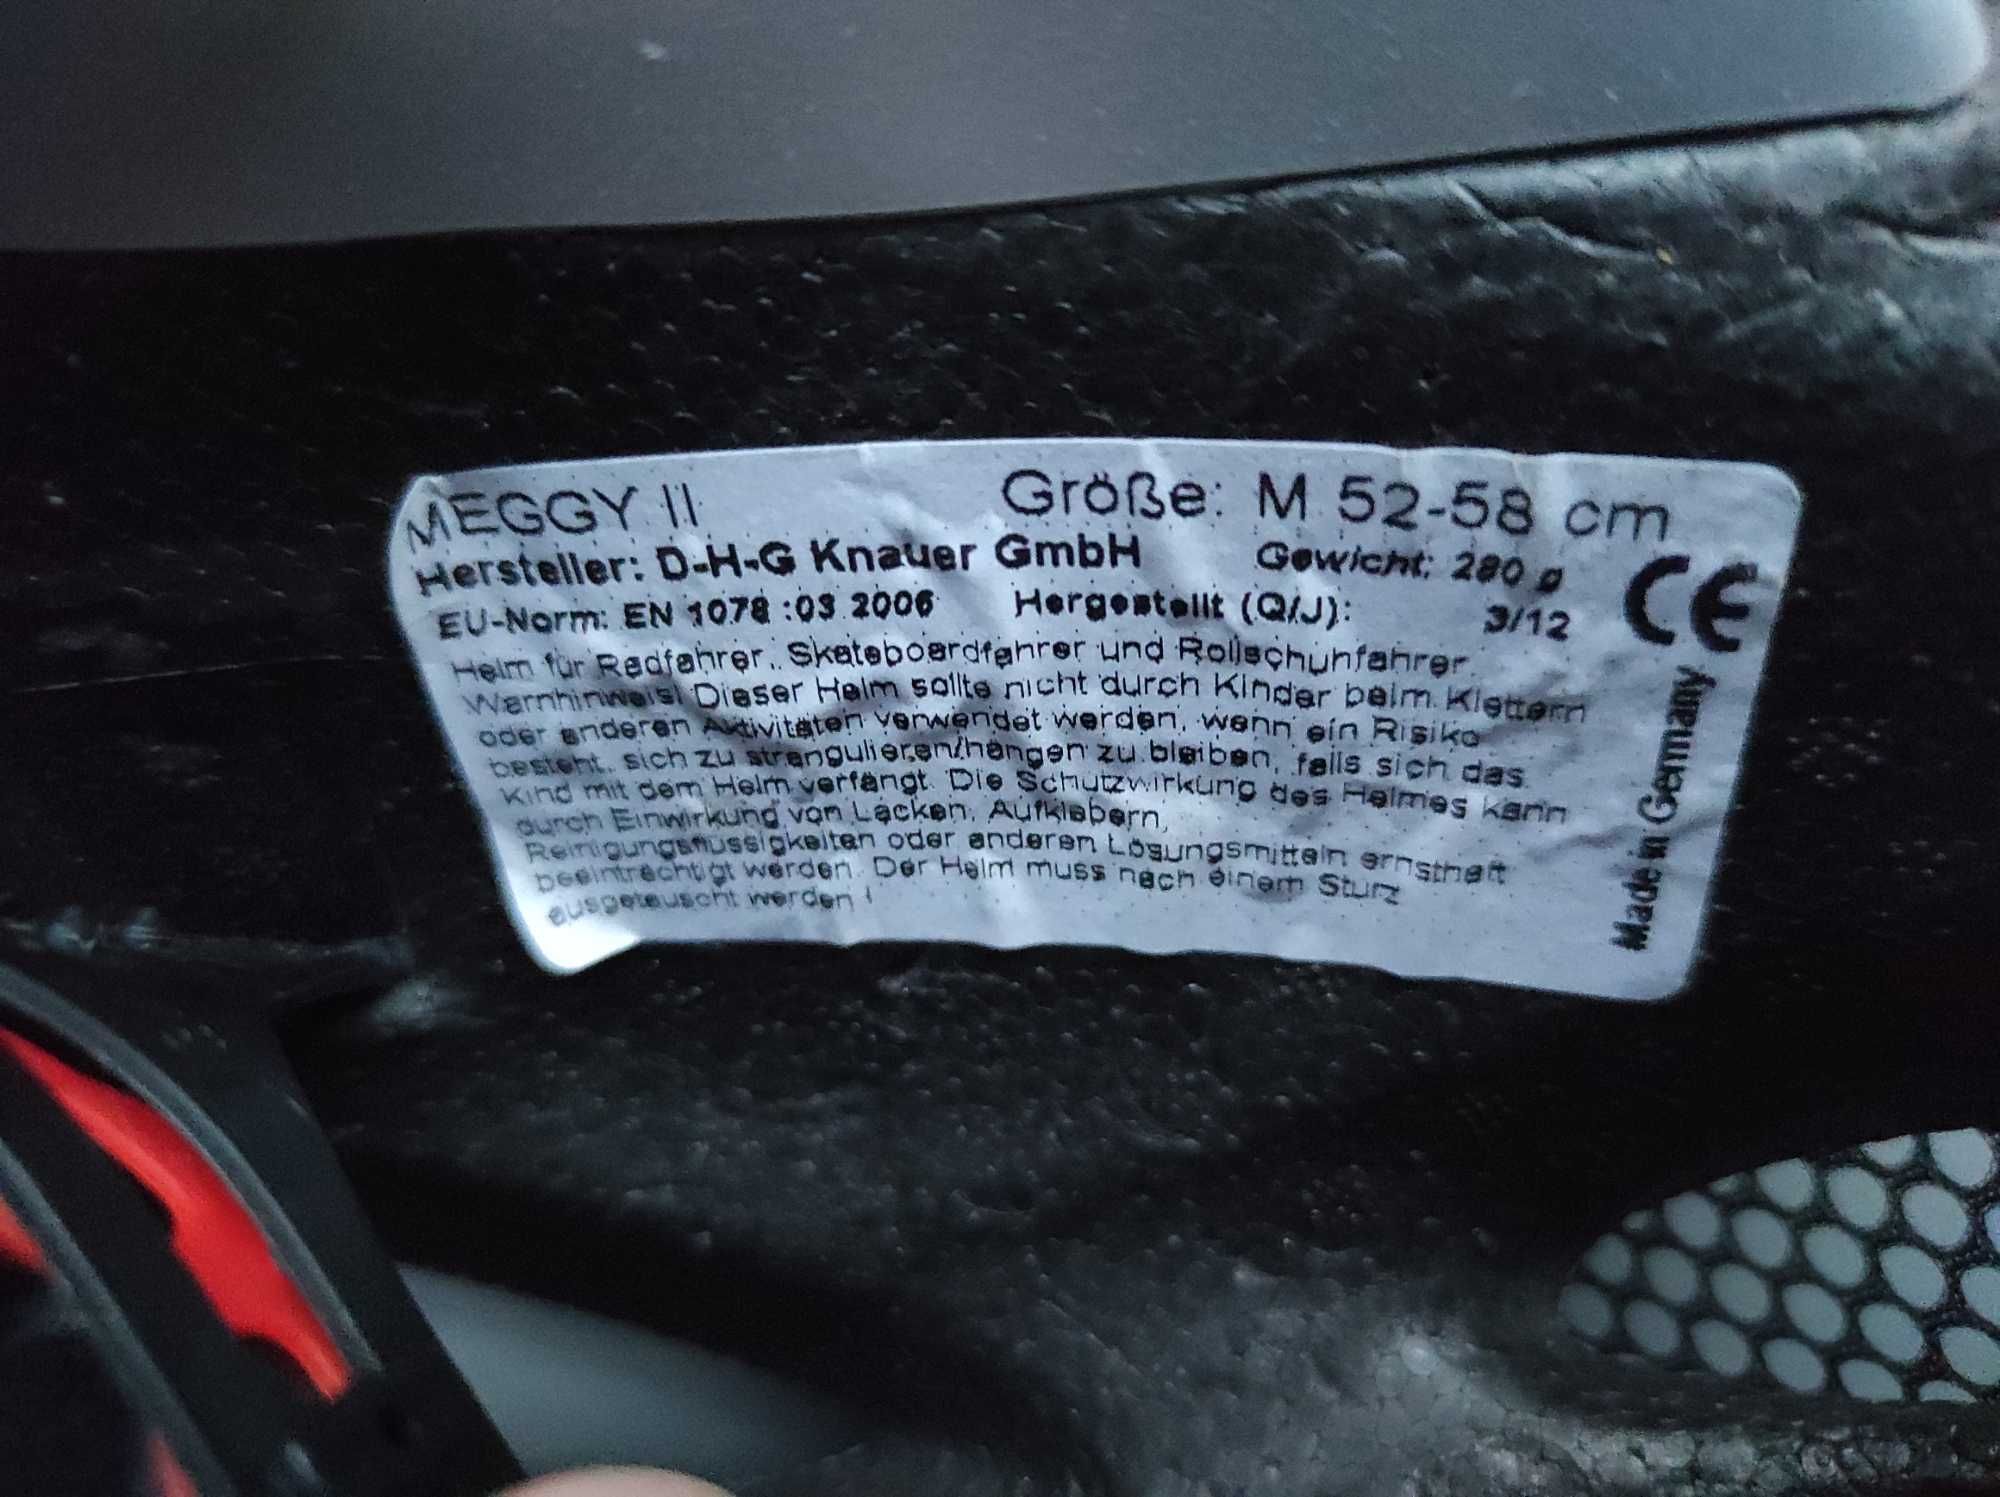 MEGGY II Größe: M 52-58 cm
Hersteller: D-H-G Knauer GmbH Gewicht: 280 g
EU-Norm: EN 1078 :03 2006 Hergestellt (Q/J): 3/12
CE
Helm für Radfahrer, Skateboardfahrer und Rollschuhfahrer.
Warnhinweis! Dieser Helm sollte nicht durch Kinder beim Klettern
oder anderen Aktivitäten verwendet werden, wenn ein Risiko
besteht, sich zu strangulieren/hängen zu bleiben, falls sich das
Kind mit dem Helm verfängt. Die Schutzwirkung des Helmes kann
durch Einwirkung von Lacken, Aufklebern,
Reinigungsflüssigkeiten oder anderen Lösungsmitteln ernsthaft
beeinträchtigt werden. Der Helm muss nach einem Sturz
ausgetauscht werden !
Made in Germany